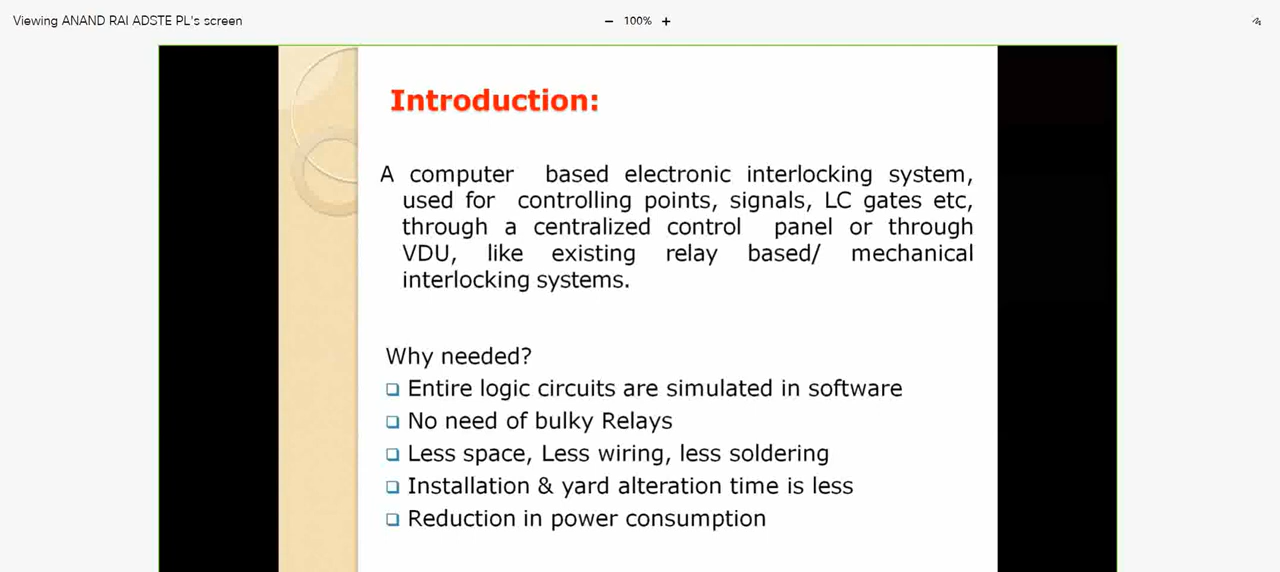 Viewing ANAND RAI ADSTE PL's screen
− 100% +
Introduction:
A computer based electronic interlocking system,
used for controlling points, signals, LC gates etc,
through a centralized control panel or through
VDU, like existing relay based/ mechanical
interlocking systems.
Why needed?
❑ Entire logic circuits are simulated in software
❑ No need of bulky Relays
❑ Less space, Less wiring, less soldering
❑ Installation & yard alteration time is less
❑ Reduction in power consumption